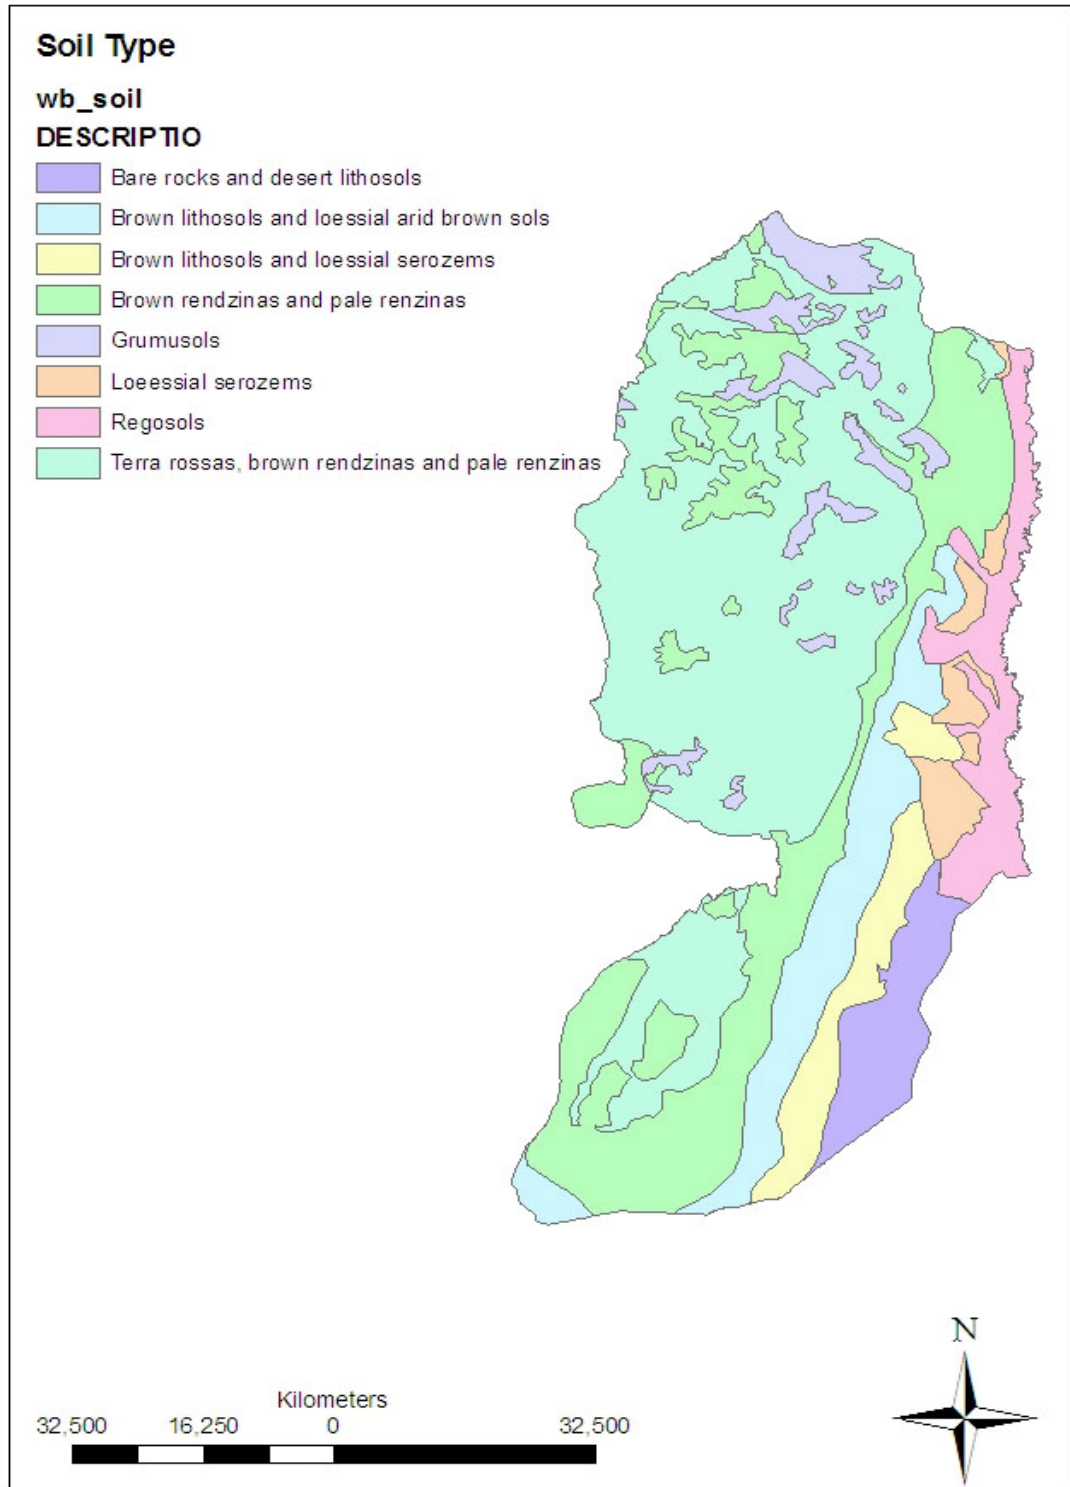 Soil Type
wb_soil
DESCRIPTIO
Bare rocks and desert lithosols
Brown lithosols and loessial arid brown sols
Brown lithosols and loessial serozems
Brown rendzinas and pale renzinas
Grumusols
Loeessial serozems
Regosols
Terra rossas, brown rendzinas and pale renzinas
N
Kilometers
32,500 16,250 0 32,500